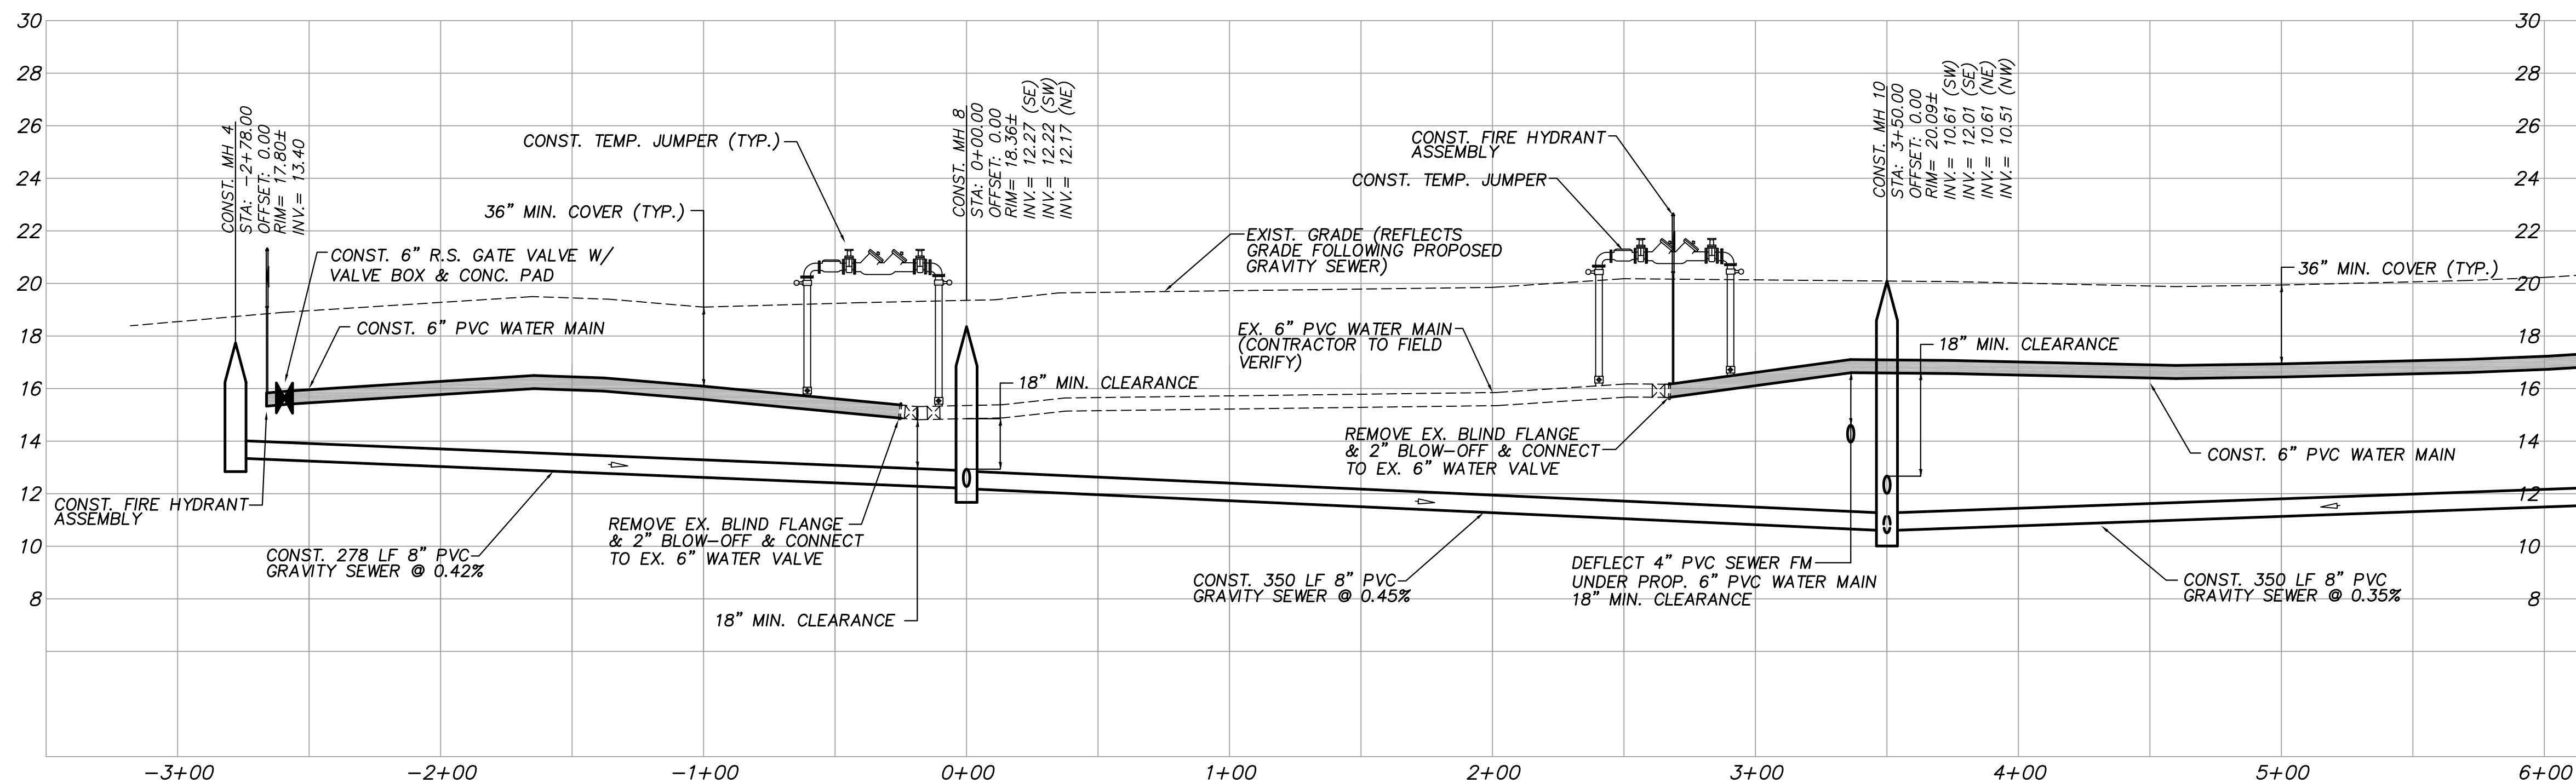 30
28
26
24
22
20
18
16
14
12
10
8
CONST. MH 4
STA: -2+78.00
OFFSET: 0.00
RIM= 17.80±
INV.= 13.40
CONST. 6" R.S. GATE VALVE W/
VALVE BOX & CONC. PAD
CONST. 6" PVC WATER MAIN
CONST. TEMP. JUMPER (TYP.)
36" MIN. COVER (TYP.)
CONST. FIRE HYDRANT
ASSEMBLY
CONST. 278 LF 8" PVC
GRAVITY SEWER @ 0.42%
REMOVE EX. BLIND FLANGE
& 2" BLOW-OFF & CONNECT
TO EX. 6" WATER VALVE
18" MIN. CLEARANCE
CONST. MH 8
STA: 0+00.00
OFFSET: 0.00
RIM= 18.36±
INV.= 12.27 (SE)
INV.= 12.22 (SW)
INV.= 12.17 (NE)
18" MIN. CLEARANCE
EXIST. GRADE (REFLECTS
GRADE FOLLOWING PROPOSED
GRAVITY SEWER)
EX. 6" PVC WATER MAIN
(CONTRACTOR TO FIELD
VERIFY)
CONST. FIRE HYDRANT
ASSEMBLY
CONST. TEMP. JUMPER
REMOVE EX. BLIND FLANGE
& 2" BLOW-OFF & CONNECT
TO EX. 6" WATER VALVE
CONST. 350 LF 8" PVC
GRAVITY SEWER @ 0.45%
DEFLECT 4" PVC SEWER FM
UNDER PROP. 6" PVC WATER MAIN
18" MIN. CLEARANCE
CONST. MH 10
STA: 3+50.00
OFFSET: 0.00
RIM= 20.09±
INV.= 10.61 (SW)
INV.= 12.01 (SE)
INV.= 10.61 (NE)
INV.= 10.51 (NW)
18" MIN. CLEARANCE
36" MIN. COVER (TYP.)
CONST. 6" PVC WATER MAIN
CONST. 350 LF 8" PVC
GRAVITY SEWER @ 0.35%
30
28
26
24
22
20
18
16
14
12
10
8
-3+00
-2+00
-1+00
0+00
1+00
2+00
3+00
4+00
5+00
6+00